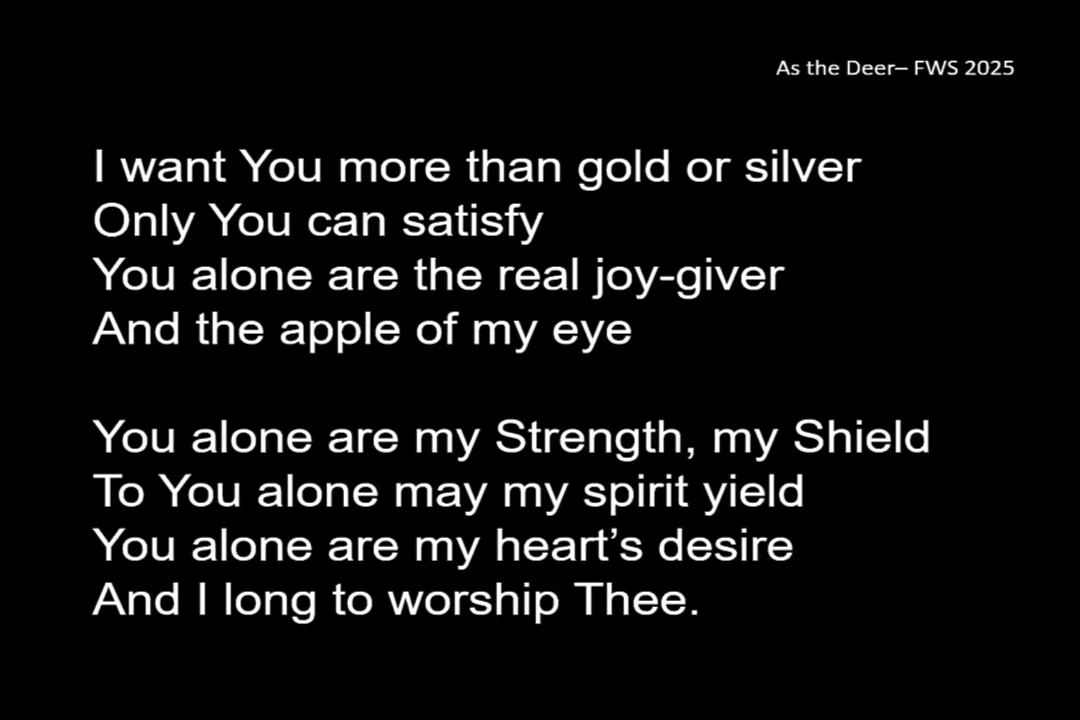 As the Deer– FWS 2025
I want You more than gold or silver
Only You can satisfy
You alone are the real joy-giver
And the apple of my eye
You alone are my Strength, my Shield
To You alone may my spirit yield
You alone are my heart’s desire
And I long to worship Thee.